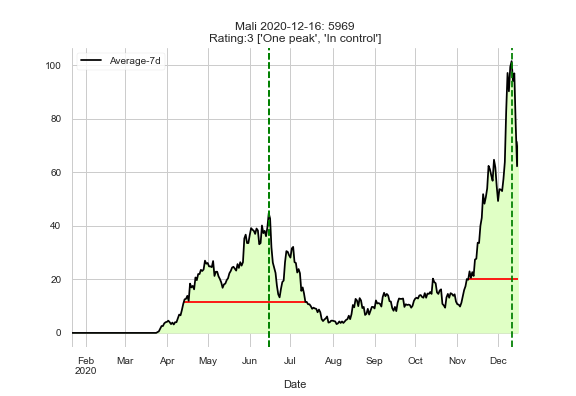 Mali 2020-12-16: 5969
Rating:3 ['One peak', 'In control']
Average-7d
100
80
60
40
20
0
Feb Mar Apr May Jun Jul Aug Sep Oct Nov Dec
2020
Date